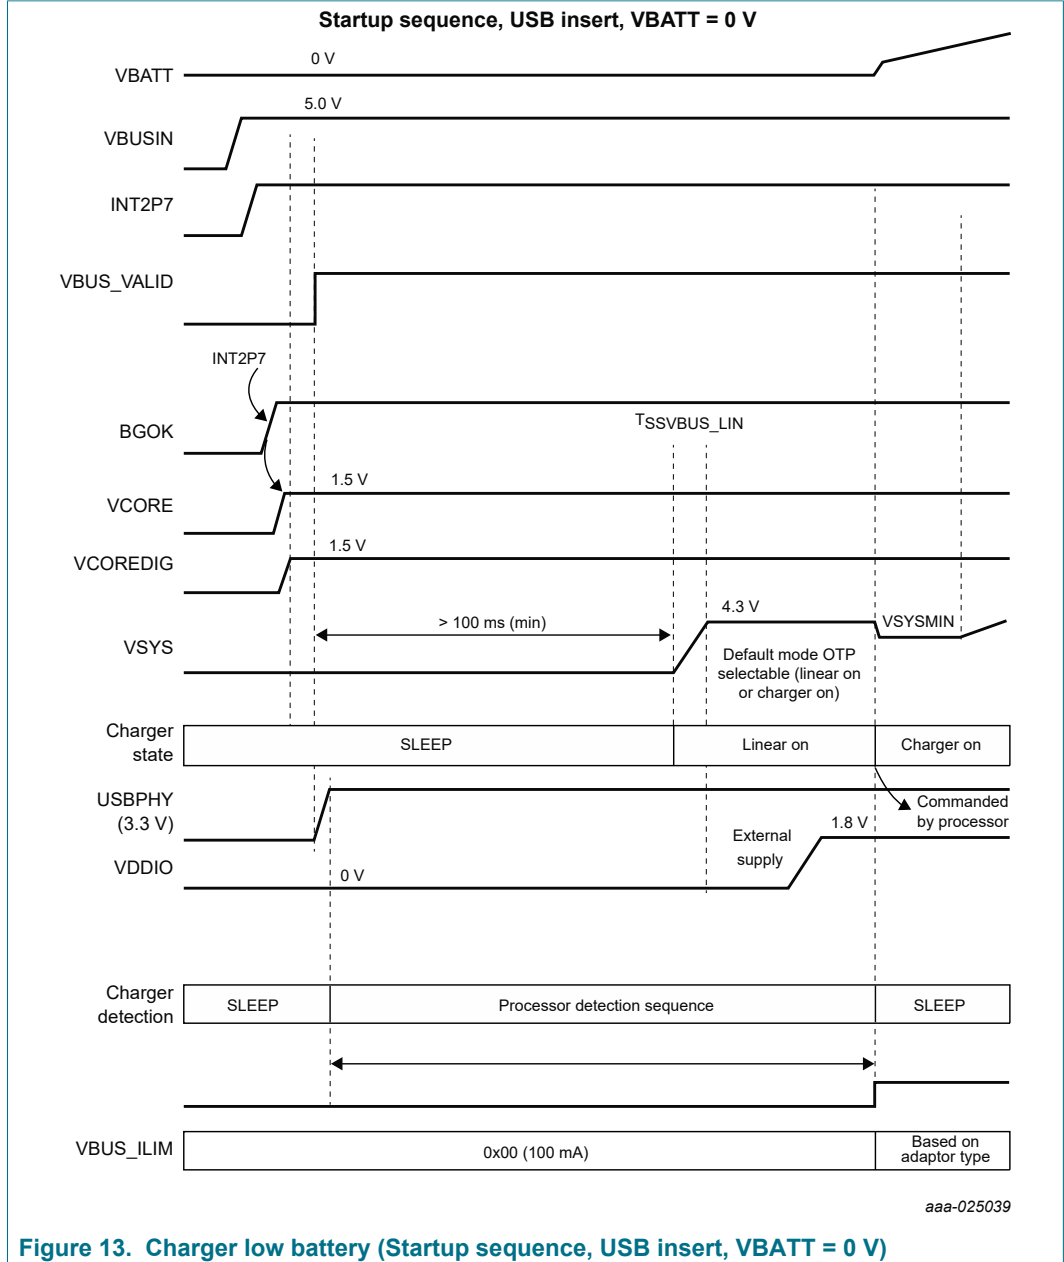 Startup sequence, USB insert, VBATT = 0 V
VBATT
0 V
VBUSIN
5.0 V
INT2P7
VBUS_VALID
INT2P7
BGOK
TSSVBUS_LIN
VCORE
1.5 V
VCOREDIG
1.5 V
VSYS
> 100 ms (min)
4.3 V
VSYSMIN
Default mode OTP
selectable (linear on
or charger on)
Charger
state
SLEEP
Linear on
Charger on
USBPHY
(3.3 V)
Commanded
by processor
VDDIO
0 V
External
supply
1.8 V
Charger
detection
SLEEP
Processor detection sequence
SLEEP
VBUS_ILIM
0x00 (100 mA)
Based on
adaptor type
aaa-025039
Figure 13. Charger low battery (Startup sequence, USB insert, VBATT = 0 V)